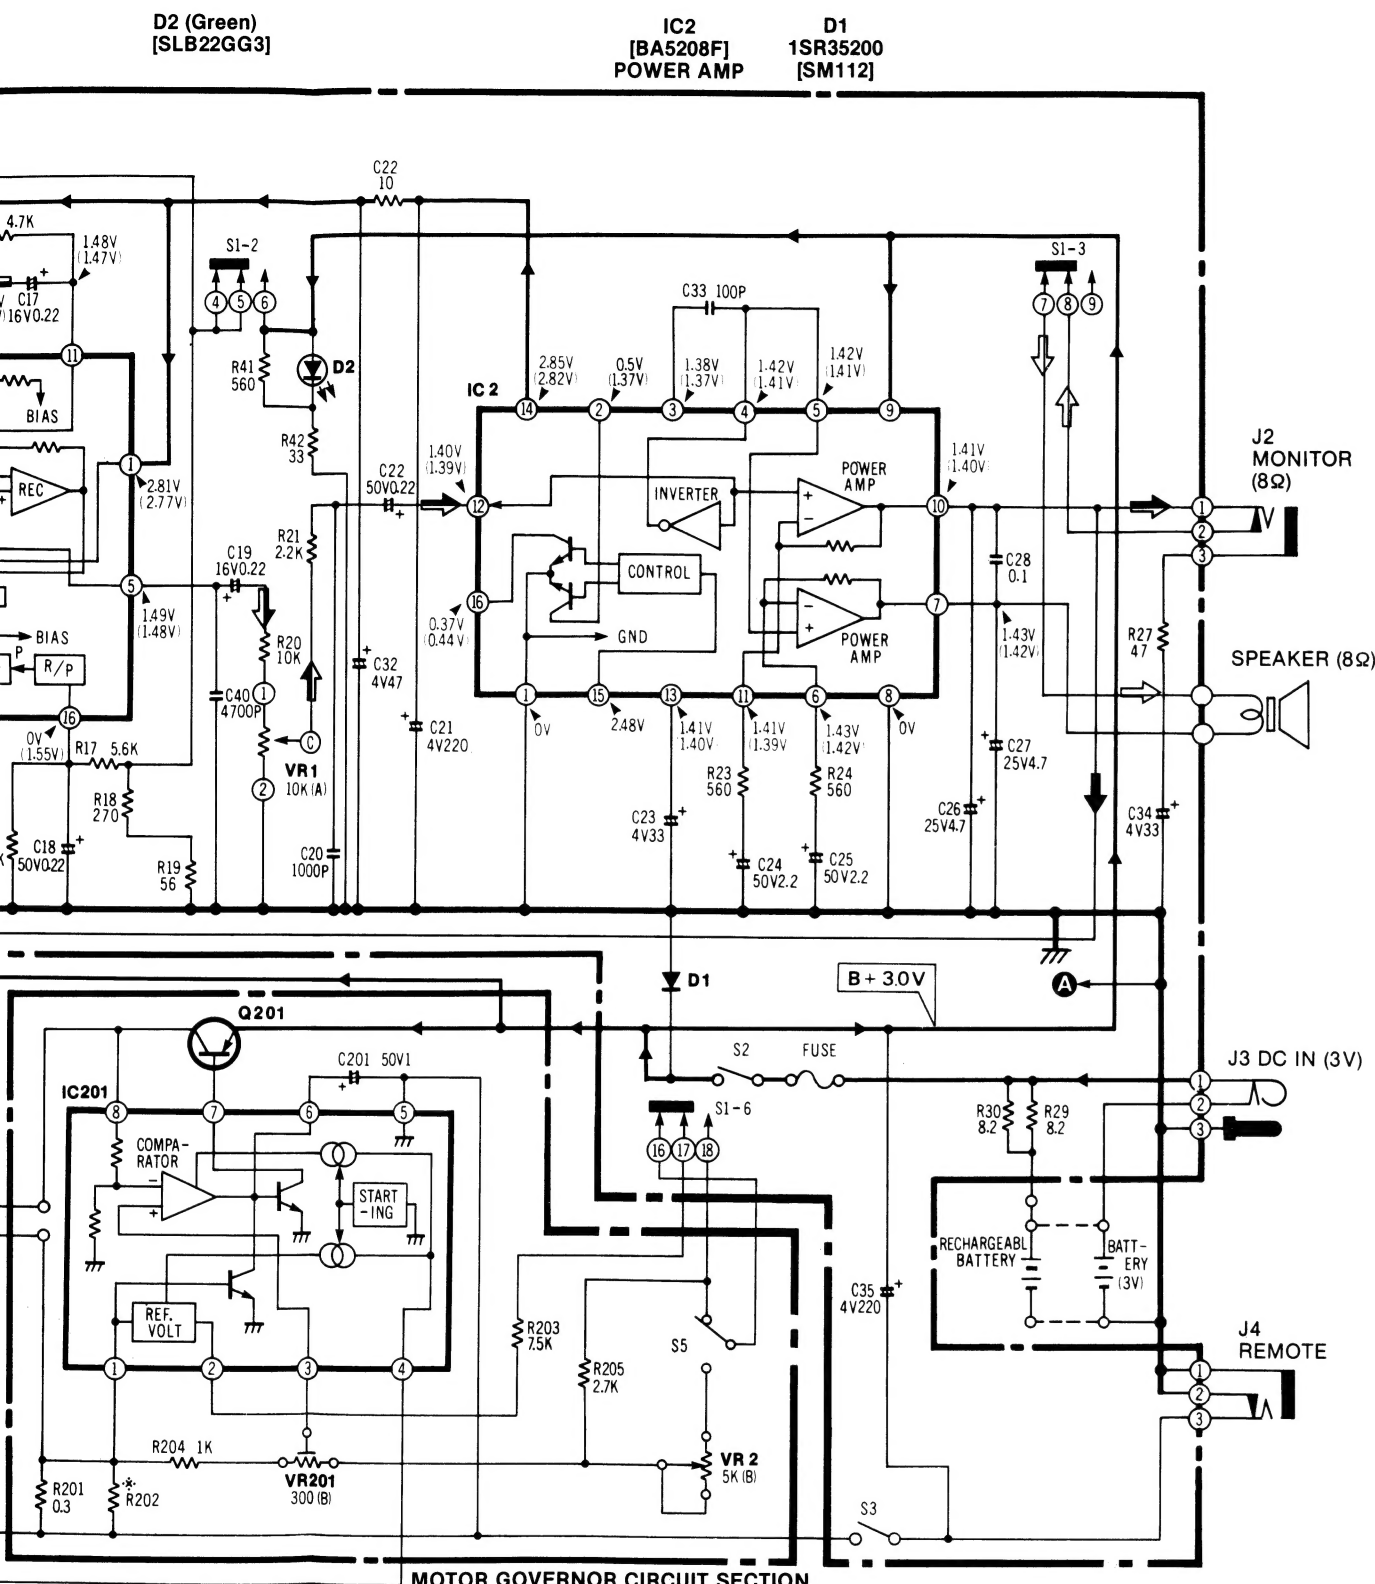 D2 (Green)
[SLB22GG3]
IC2
[BA5208F]
POWER AMP
D1
1SR35200
[SM112]
C22
10
4.7K
1.48V
(1.47V)
C17
16V0.22
S1-2
4
5
6
S1-3
7
8
9
C33 100P
11
BIAS
R41
560
D2
R42
33
IC2
2.85V
(2.82V)
0.5V
(1.37V)
1.38V
(1.37V)
1.42V
(1.41V)
1.42V
(1.41V)
14
2
3
4
5
9
REC
1
2.81V
(2.77V)
C22
50V0.22
1.40V
(1.39V)
12
INVERTER
POWER
AMP
10
1.41V
(1.40V)
J2
MONITOR
(8Ω)
1
2
3
R21
2.2K
C19
16V0.22
5
1.49V
(1.48V)
CONTROL
C28
0.1
16
0.37V
(0.44V)
GND
POWER
AMP
7
1.43V
(1.42V)
R27
47
SPEAKER (8Ω)
BIAS
P
R/P
R20
10K
C32
4V47
C40
4700P
1
C
2
VR1
10K(A)
16
0V
(1.55V)
R17 5.6K
R18
270
R19
56
C18
50V0.22
C21
4V220
C20
1000P
1
15
13
11
6
8
0V
2.48V
1.41V
(1.40V)
1.41V
(1.39V
1.43V
(1.42V)
0V
R23
560
R24
560
C23
4V33
C24
50V2.2
C25
50V2.2
C26
25V4.7
C27
25V4.7
C34
4V33
D1
B+ 3.0V
A
Q201
C201 50V1
S2
FUSE
J3 DC IN (3V)
1
2
3
IC201
8
7
6
5
S1-6
16
17
18
R30
8.2
R29
8.2
COMPA-
RATOR
START
-ING
RECHARGEABL
BATTERY
BATT-
ERY
(3V)
C35
4V220
REF.
VOLT
1
2
3
4
R203
7.5K
S5
R205
2.7K
J4
REMOTE
1
2
3
R204 1K
VR201
300(B)
VR2
5K(B)
R201
0.3
※
R202
S3
MOTOR GOVERNOR CIRCUIT SECTION